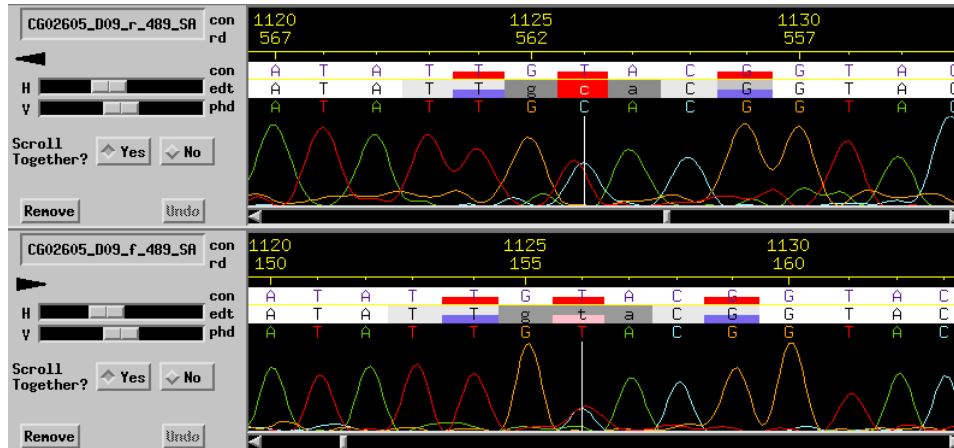 CG02605_D09_r_489_SA con 1120 1125 1130
rd 567 562 557
con A T A T T G T A C G G T A C
H edt A T A T T g c a C G G T A C
V phd A T A T T G C A C G G T A C
Scroll
Together? Yes No
Remove Undo
CG02605_D09_f_489_SA con 1120 1125 1130
rd 150 155 160
con A T A T T G T A C G G T A C
H edt A T A T T g t a C G G T A C
V phd A T A T T G T A C G G T A C
Scroll
Together? Yes No
Remove Undo